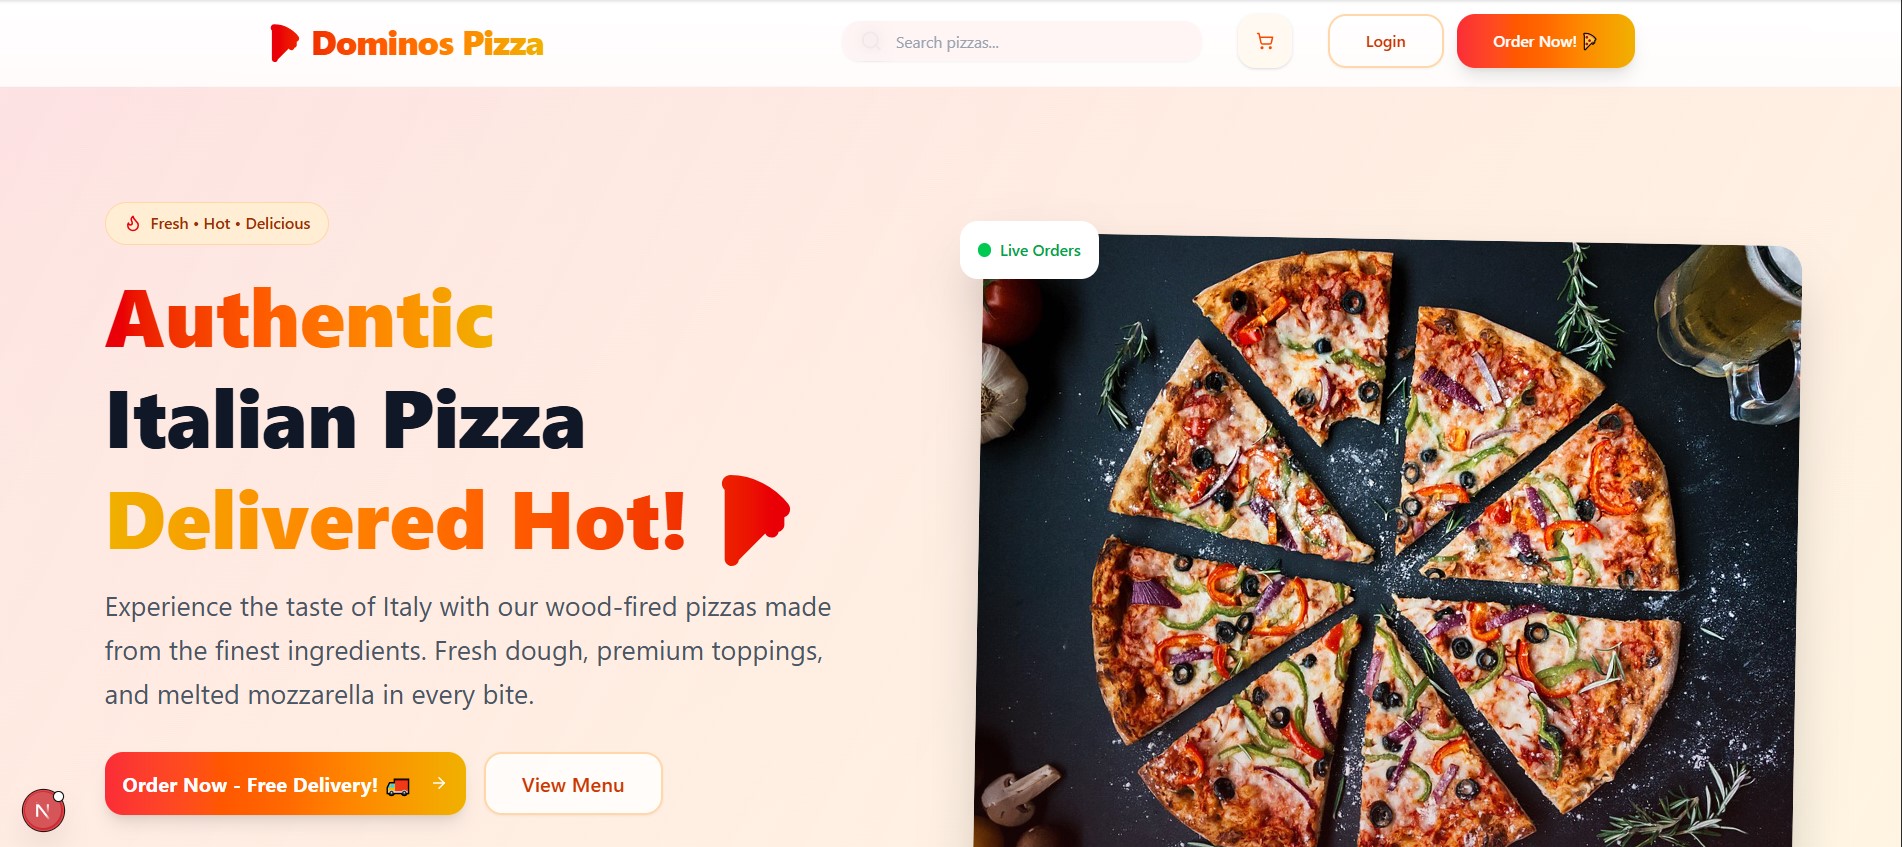 Dominos Pizza
Search pizzas...
Login
Order Now!
Fresh • Hot • Delicious
Live Orders
Authentic
Italian Pizza
Delivered Hot!
Experience the taste of Italy with our wood-fired pizzas made
from the finest ingredients. Fresh dough, premium toppings,
and melted mozzarella in every bite.
Order Now - Free Delivery! 🚚 →
View Menu
N